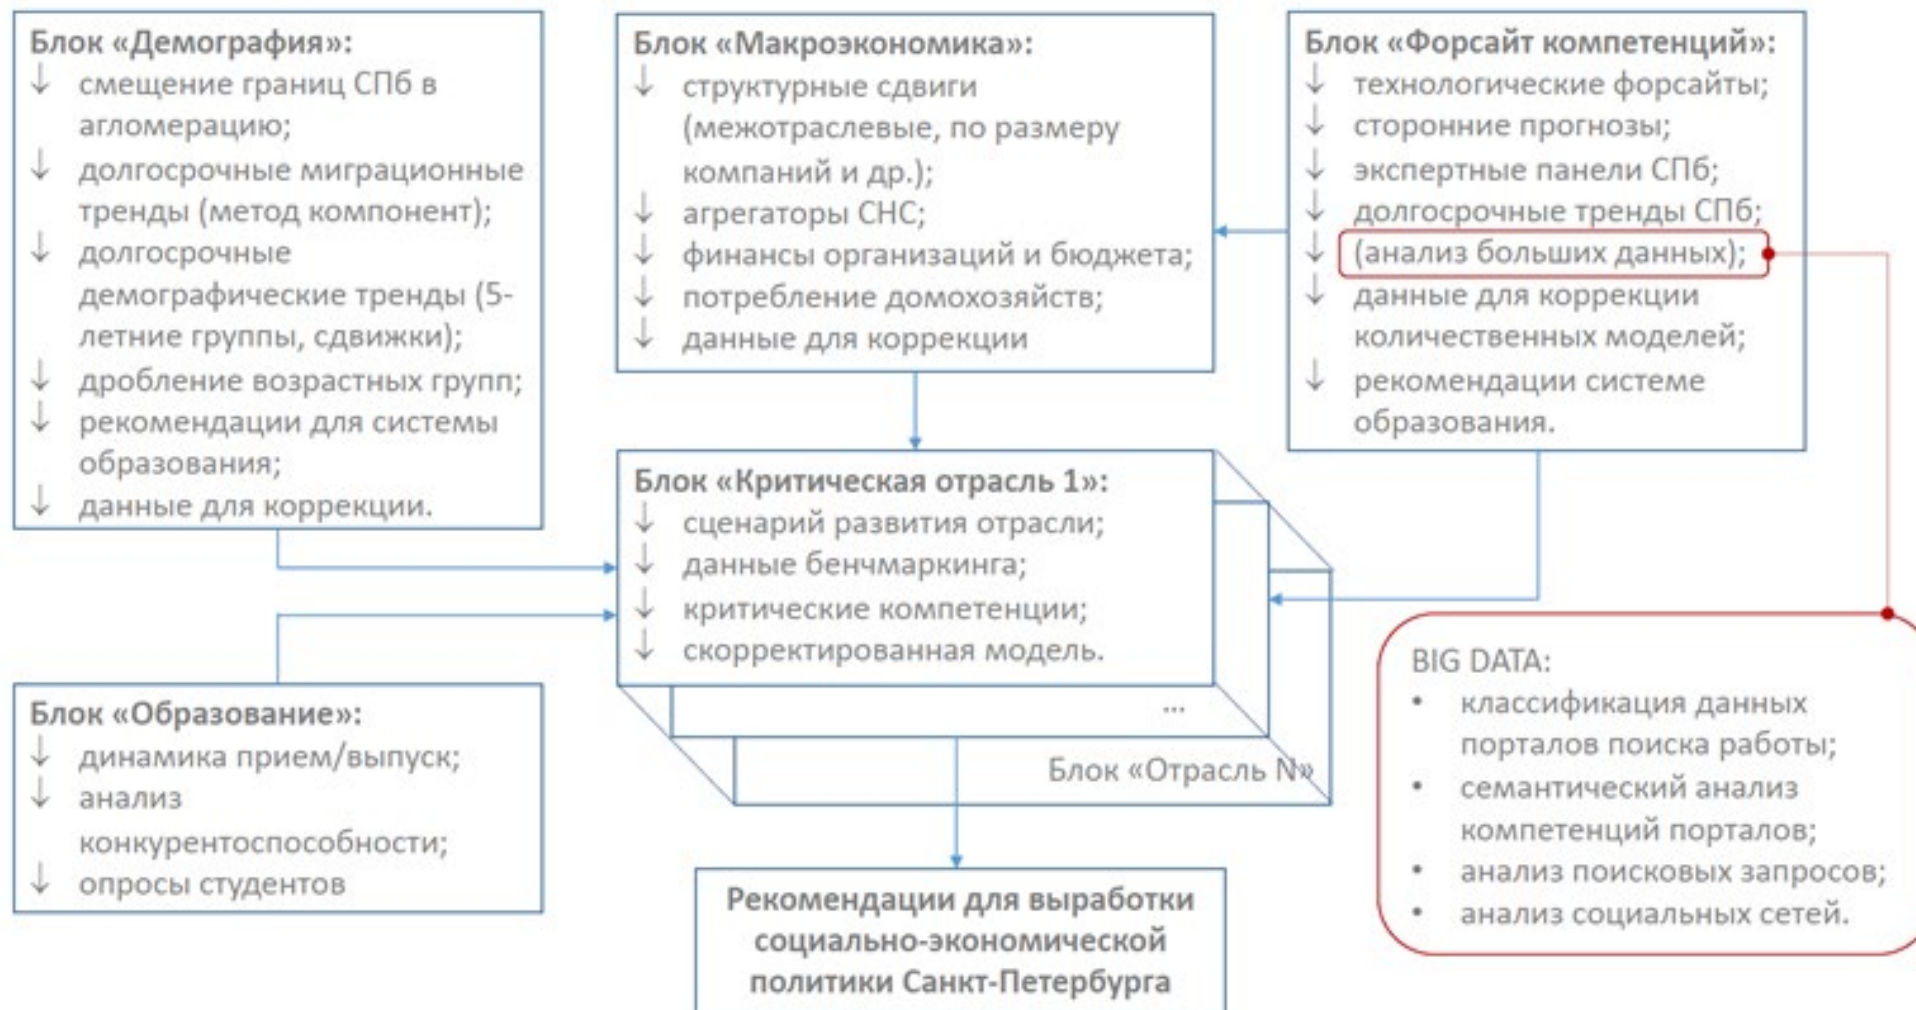 Блок «Демография»:
↓ смещение границ СПб в
агломерацию;
↓ долгосрочные миграционные
тренды (метод компонент);
↓ долгосрочные
демографические тренды (5-
летние группы, сдвижки);
↓ дробление возрастных групп;
↓ рекомендации для системы
образования;
↓ данные для коррекции.
Блок «Макроэкономика»:
↓ структурные сдвиги
(межотраслевые, по размеру
компаний и др.);
↓ агрегаторы СНС;
↓ финансы организаций и бюджета;
↓ потребление домохозяйств;
↓ данные для коррекции
Блок «Форсайт компетенций»:
↓ технологические форсайты;
↓ сторонние прогнозы;
↓ экспертные панели СПб;
↓ долгосрочные тренды СПб;
↓ (анализ больших данных);
↓ данные для коррекции
количественных моделей;
↓ рекомендации системе
образования.
Блок «Критическая отрасль 1»:
↓ сценарий развития отрасли;
↓ данные бенчмаркинга;
↓ критические компетенции;
↓ скорректированная модель.
...
Блок «Отрасль N»
Блок «Образование»:
↓ динамика прием/выпуск;
↓ анализ
конкурентоспособности;
↓ опросы студентов
BIG DATA:
• классификация данных
порталов поиска работы;
• семантический анализ
компетенций порталов;
• анализ поисковых запросов;
• анализ социальных сетей.
Рекомендации для выработки
социально-экономической
политики Санкт-Петербурга